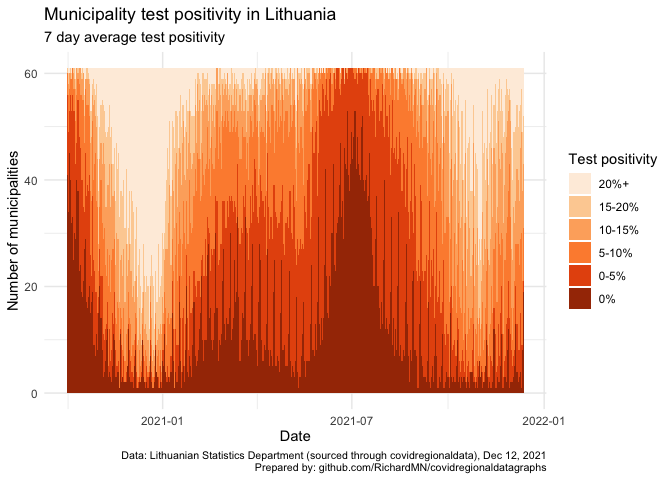 Municipality test positivity in Lithuania
7 day average test positivity
Number of municipalities
60
40
20
0
2021-01
2021-07
2022-01
Date
Test positivity
20%+
15-20%
10-15%
5-10%
0-5%
0%
Data: Lithuanian Statistics Department (sourced through covidregionaldata), Dec 12, 2021
Prepared by: github.com/RichardMN/covidregionaldatagraphs